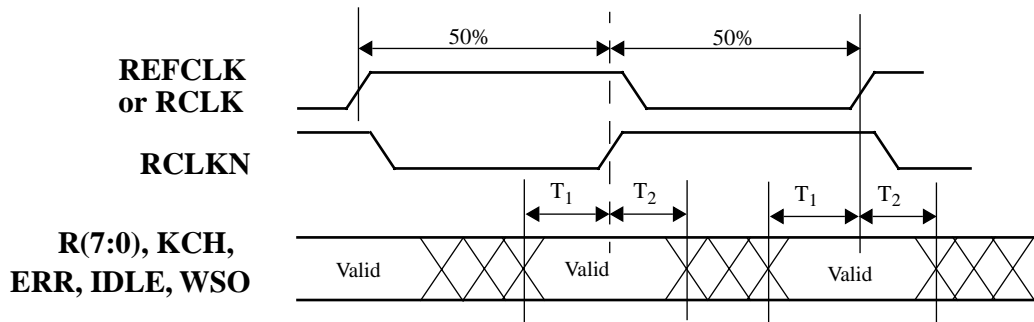 50% 50%
REFCLK
or RCLK
RCLKN
T1 T2 T1 T2
R(7:0), KCH,
ERR, IDLE, WSO
Valid Valid Valid